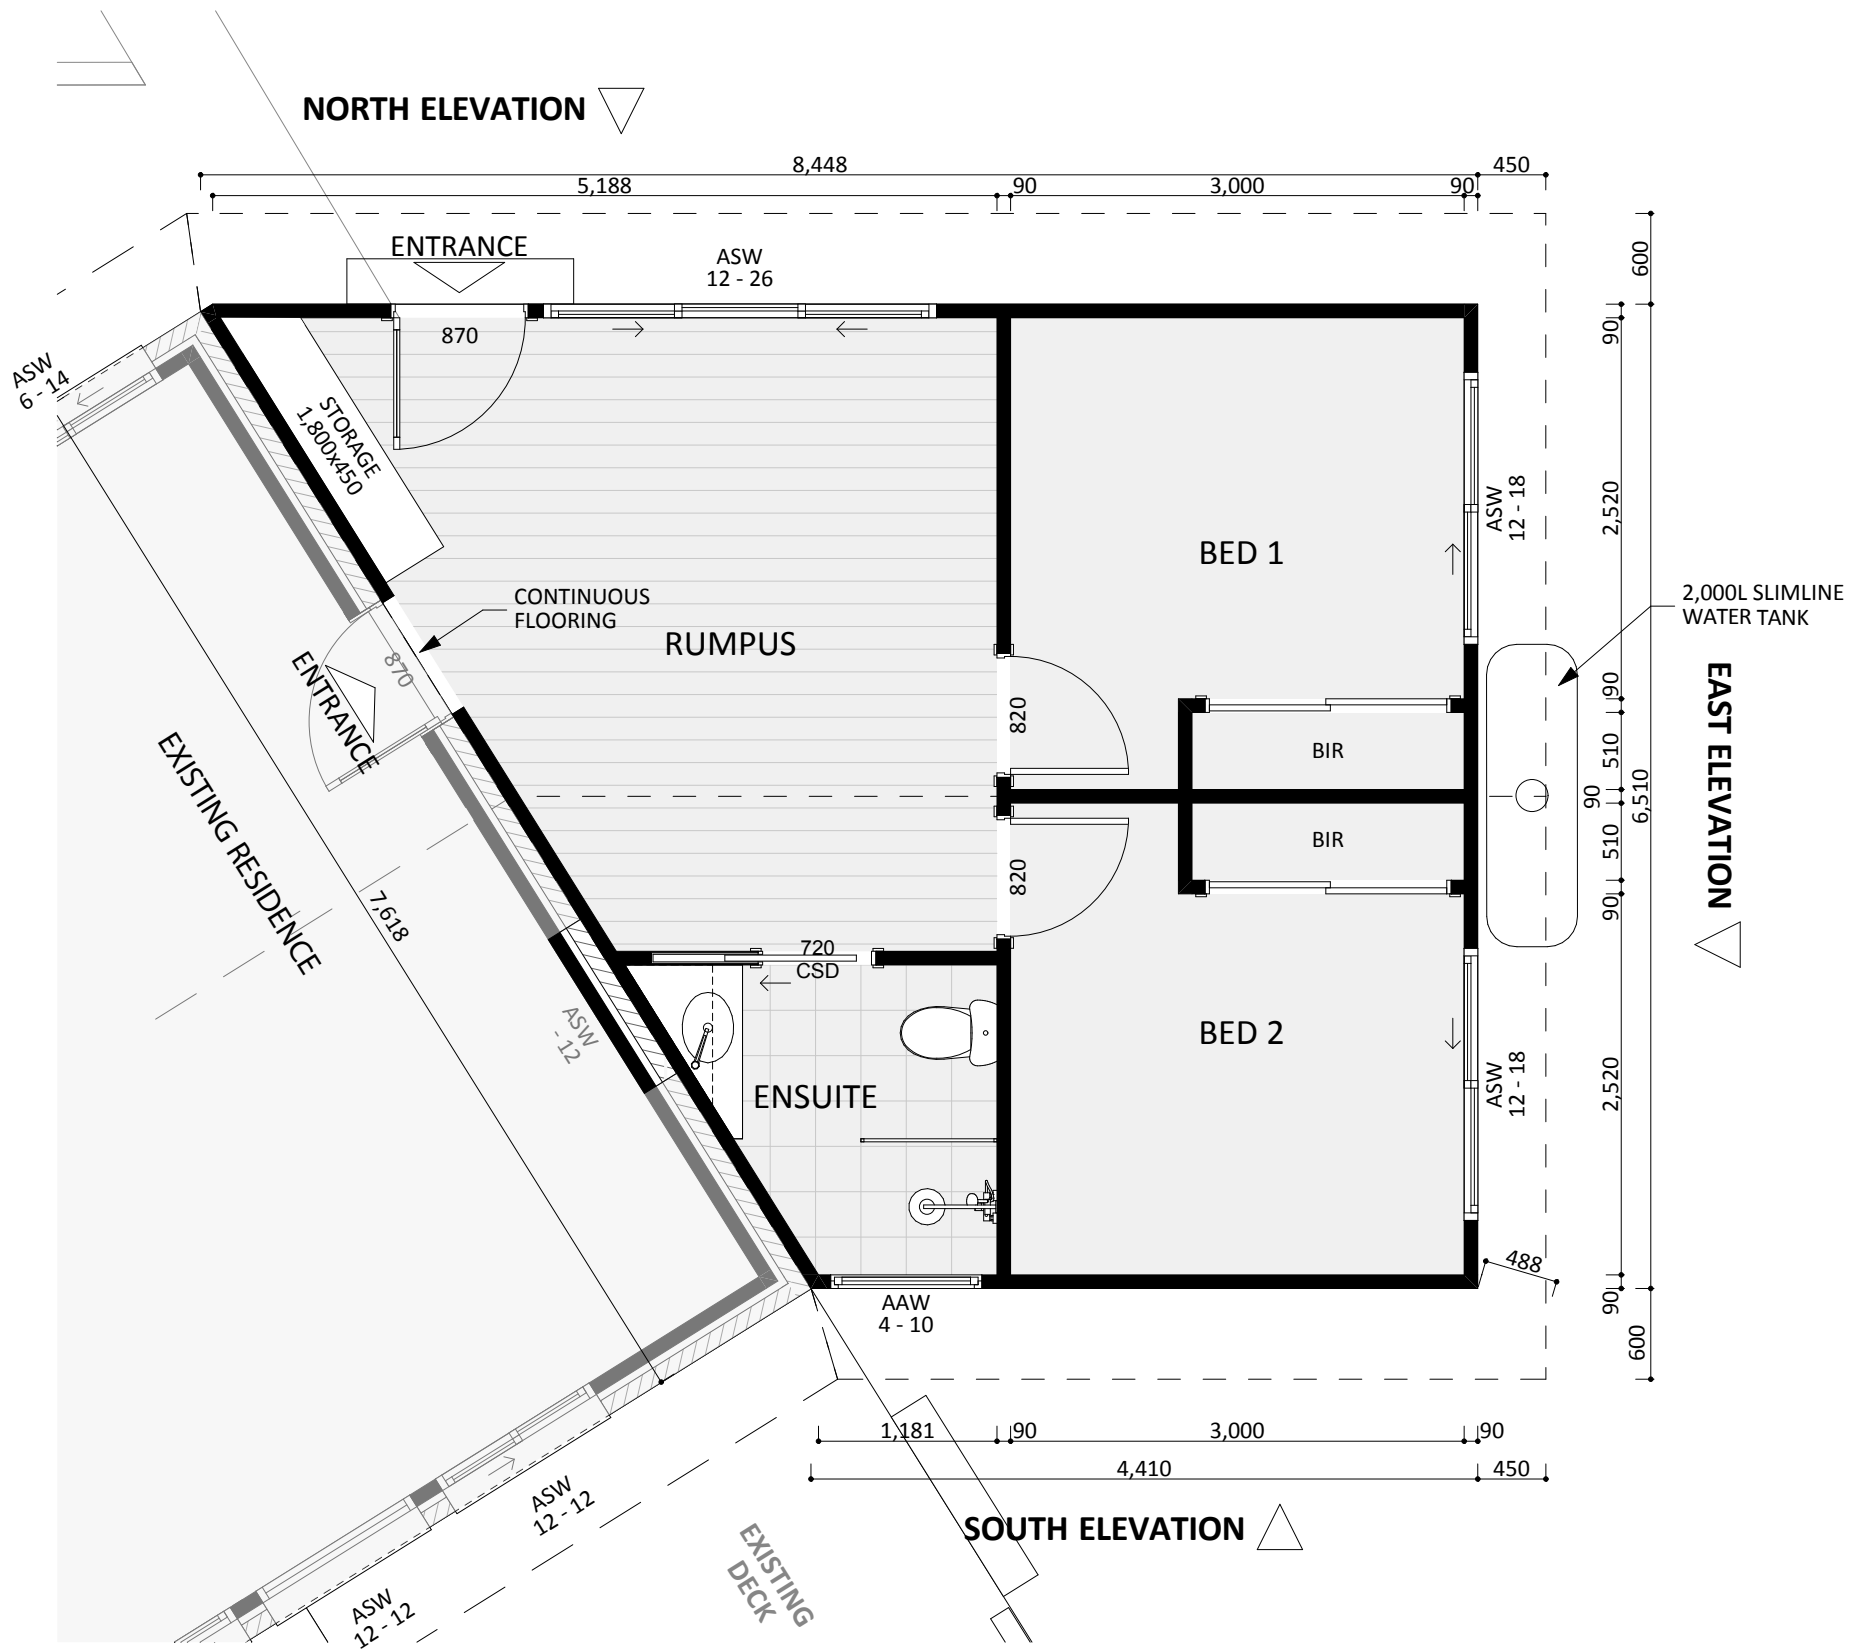 NORTH ELEVATION
8,448
450
5,188
90
3,000
90
ENTRANCE
ASW
12 - 26
600
870
90
ASW
6 - 14
STORAGE
1,800x450
2,520
ASW
12 - 18
BED 1
CONTINUOUS
FLOORING
2,000L SLIMLINE
WATER TANK
RUMPUS
870
ENTRANCE
820
90
EAST ELEVATION
BIR
510
90
6,510
EXISTING RESIDENCE
820
BIR
510
7,618
90
720
CSD
ASW
- 12
BED 2
ENSUITE
ASW
12 - 18
2,520
488
90
AAW
4 - 10
600
1,181
90
3,000
90
4,410
450
ASW
12 - 12
SOUTH ELEVATION
EXISTING
DECK
ASW
12 - 12